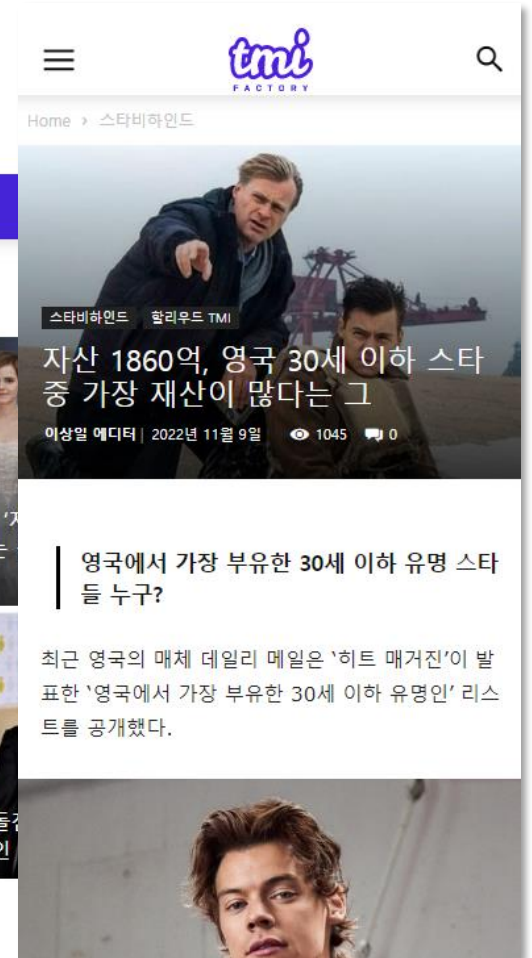 tmi
FACTORY
Home › 스타비하인드
스타비하인드 할리우드 TMI
자산 1860억, 영국 30세 이하 스타
중 가장 재산이 많다는 그
이상일 에디터 | 2022년 11월 9일 1045 0
영국에서 가장 부유한 30세 이하 유명 스타
들 누구?
최근 영국의 매체 데일리 메일은 '히트 매거진'이 발
표한 '영국에서 가장 부유한 30세 이하 유명인' 리스
트를 공개했다.